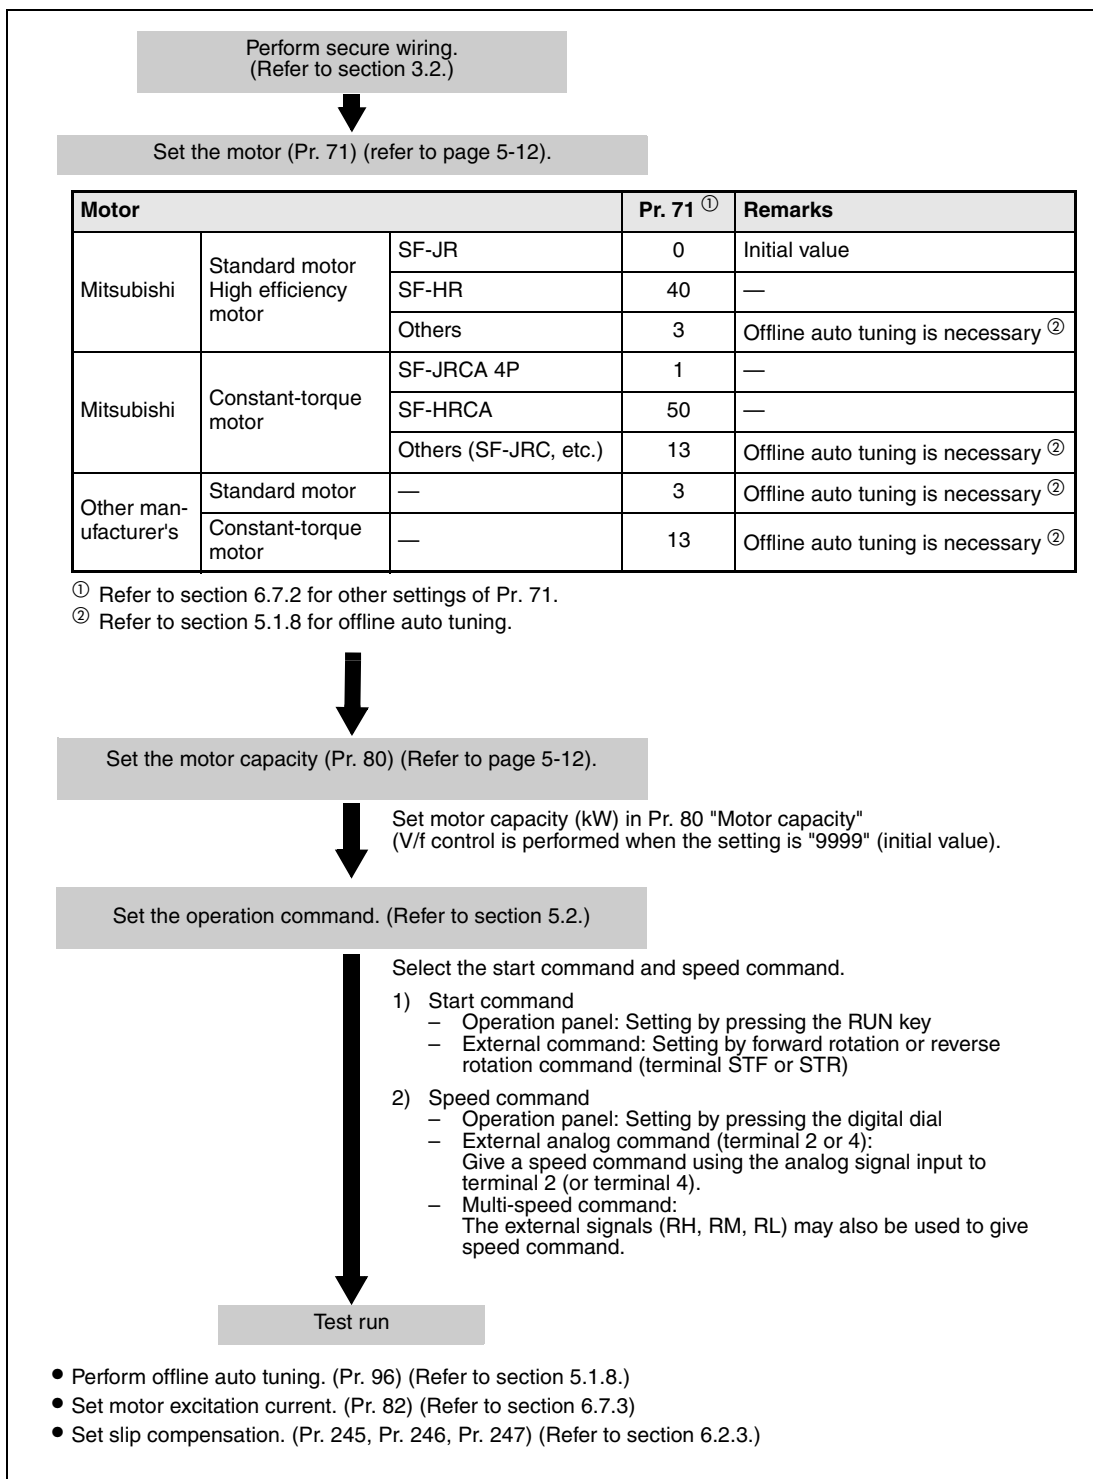 Perform secure wiring.
(Refer to section 3.2.)
Set the motor (Pr. 71) (refer to page 5-12).
Motor Pr. 71 ① Remarks
Mitsubishi Standard motor High efficiency motor SF-JR 0 Initial value
SF-HR 40 —
Others 3 Offline auto tuning is necessary ②
Mitsubishi Constant-torque motor SF-JRCA 4P 1 —
SF-HRCA 50 —
Others (SF-JRC, etc.) 13 Offline auto tuning is necessary ②
Other man-ufacturer's Standard motor — 3 Offline auto tuning is necessary ②
Constant-torque motor — 13 Offline auto tuning is necessary ②
① Refer to section 6.7.2 for other settings of Pr. 71.
② Refer to section 5.1.8 for offline auto tuning.
Set the motor capacity (Pr. 80) (Refer to page 5-12).
Set motor capacity (kW) in Pr. 80 "Motor capacity"
(V/f control is performed when the setting is "9999" (initial value).
Set the operation command. (Refer to section 5.2.)
Select the start command and speed command.
1) Start command
– Operation panel: Setting by pressing the RUN key
– External command: Setting by forward rotation or reverse
rotation command (terminal STF or STR)
2) Speed command
– Operation panel: Setting by pressing the digital dial
– External analog command (terminal 2 or 4):
Give a speed command using the analog signal input to
terminal 2 (or terminal 4).
– Multi-speed command:
The external signals (RH, RM, RL) may also be used to give
speed command.
Test run
● Perform offline auto tuning. (Pr. 96) (Refer to section 5.1.8.)
● Set motor excitation current. (Pr. 82) (Refer to section 6.7.3)
● Set slip compensation. (Pr. 245, Pr. 246, Pr. 247) (Refer to section 6.2.3.)